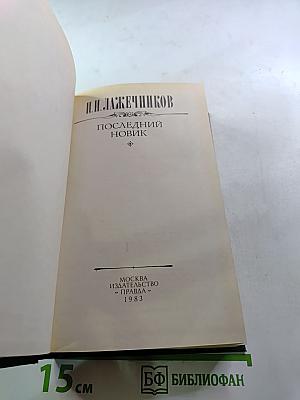 И.И. ЛАЖЕЧНИКОВ
ПОСЛЕДНИЙ
НОВИК
МОСКВА
ИЗДАТЕЛЬСТВО
«ПРАВДА»
1983
15 см
БФ БИБЛИОФАН